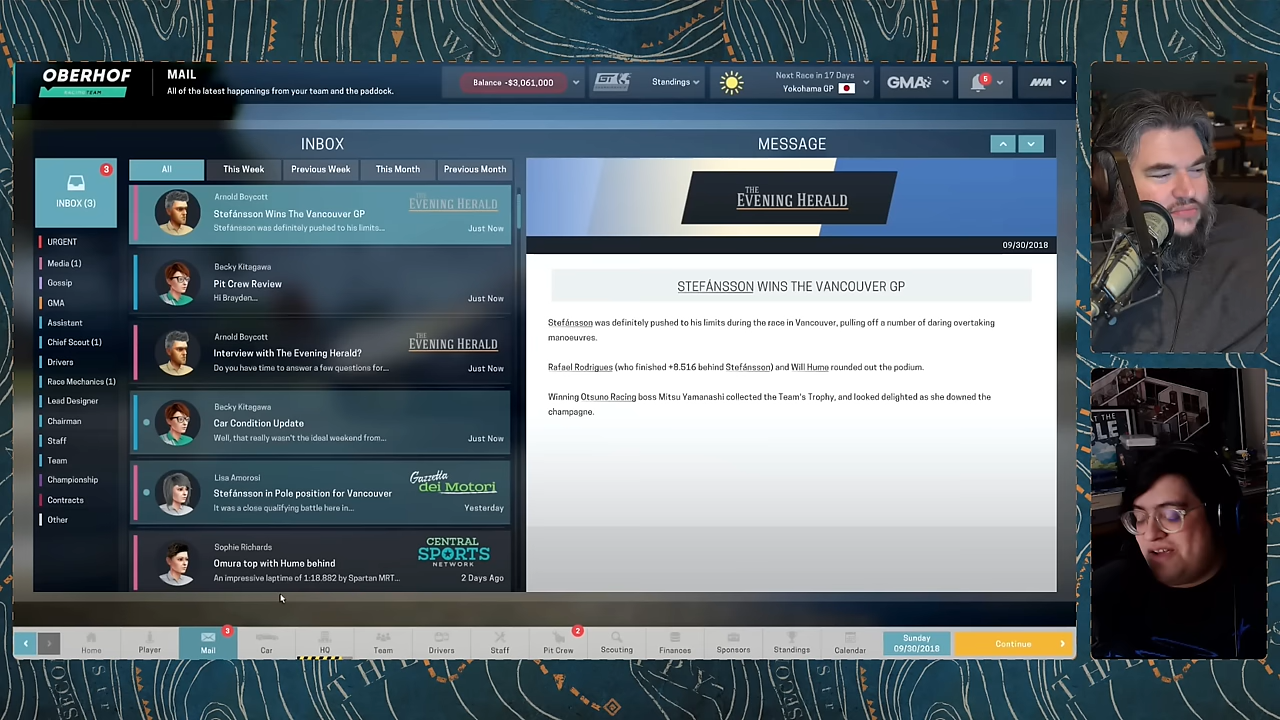 OBERHOF
RACING TEAM
MAIL
All of the latest happenings from your team and the paddock.
Balance -$3,061,000
GT
Standings
Next Race in 17 Days
Yokohama GP
GMA
5
INBOX
MESSAGE
3
INBOX (3)
All
This Week
Previous Week
This Month
Previous Month
URGENT
Media (1)
Gossip
GMA
Assistant
Chief Scout (1)
Drivers
Race Mechanics (1)
Lead Designer
Chairman
Staff
Team
Championship
Contracts
Other
Arnold Boycott
Stefánsson Wins The Vancouver GP
Stefánsson was definitely pushed to his limits...
THE EVENING HERALD
Just Now
Becky Kitagawa
Pit Crew Review
Hi Brayden...
Just Now
Arnold Boycott
Interview with The Evening Herald?
Do you have time to answer a few questions for...
THE EVENING HERALD
Just Now
Becky Kitagawa
Car Condition Update
Well, that really wasn't the ideal weekend from...
Just Now
Lisa Amorosi
Stefánsson in Pole position for Vancouver
It was a close qualifying battle here in...
Gazzetta
dei Motori
Yesterday
Sophie Richards
Omura top with Hume behind
An impressive laptime of 1:18.882 by Spartan MRT...
CENTRAL
SPORTS
NETWORK
2 Days Ago
THE
EVENING HERALD
09/30/2018
STEFÁNSSON WINS THE VANCOUVER GP
Stefánsson was definitely pushed to his limits during the race in Vancouver, pulling off a number of daring overtaking
manoeuvres.
Rafael Rodrigues (who finished +8.516 behind Stefánsson) and Will Hume rounded out the podium.
Winning Otsuno Racing boss Mitsu Yamanashi collected the Team's Trophy, and looked delighted as she downed the
champagne.
Home
Player
Mail
3
Car
HQ
Team
Drivers
Staff
Pit Crew
2
Scouting
Finances
Sponsors
Standings
Calendar
Sunday
09/30/2018
Continue